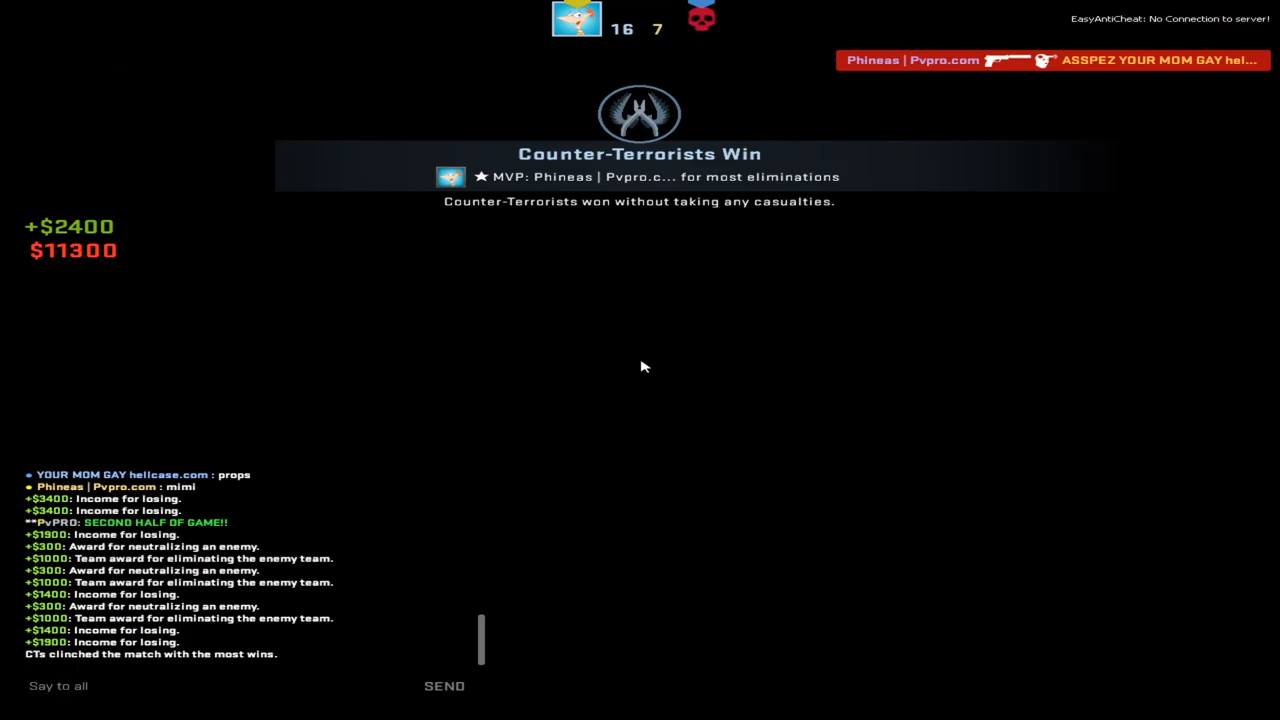 16 7
EasyAntiCheat: No Connection to server!
Phineas | Pvpro.com ASSPEZ YOUR MOM GAY hel...
Counter-Terrorists Win
★ MVP: Phineas | Pvpro.c... for most eliminations
Counter-Terrorists won without taking any casualties.
+$2400
$11300
• YOUR MOM GAY hellcase.com : props
• Phineas | Pvpro.com : mimi
+$3400: Income for losing.
+$3400: Income for losing.
**PvPRO: SECOND HALF OF GAME!!
+$1900: Income for losing.
+$300: Award for neutralizing an enemy.
+$1000: Team award for eliminating the enemy team.
+$300: Award for neutralizing an enemy.
+$1000: Team award for eliminating the enemy team.
+$1400: Income for losing.
+$300: Award for neutralizing an enemy.
+$1000: Team award for eliminating the enemy team.
+$1400: Income for losing.
+$1900: Income for losing.
CTs clinched the match with the most wins.
Say to all SEND